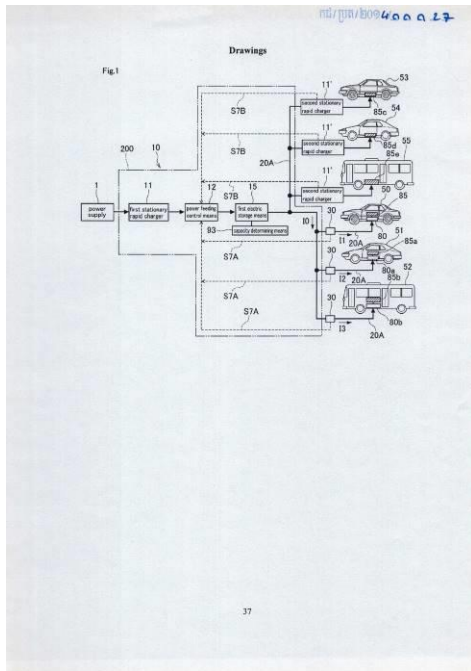 400027
Drawings
Fig.1
53
11'
second stationary
rapid charger
85c
54
S7B
11'
second stationary
rapid charger
85d
55
S7B
20A
200
10
11'
second stationary
rapid charger
85e
50
85
S7B
1
power
supply
11
first stationary
rapid charger
12
power feeding
control means
15
first electric
storage means
93
capacity determining means
I0
30
I1
20A
80
51
85a
S7A
30
I2
20A
80a
85b
52
S7A
S7A
30
I3
80b
20A
37